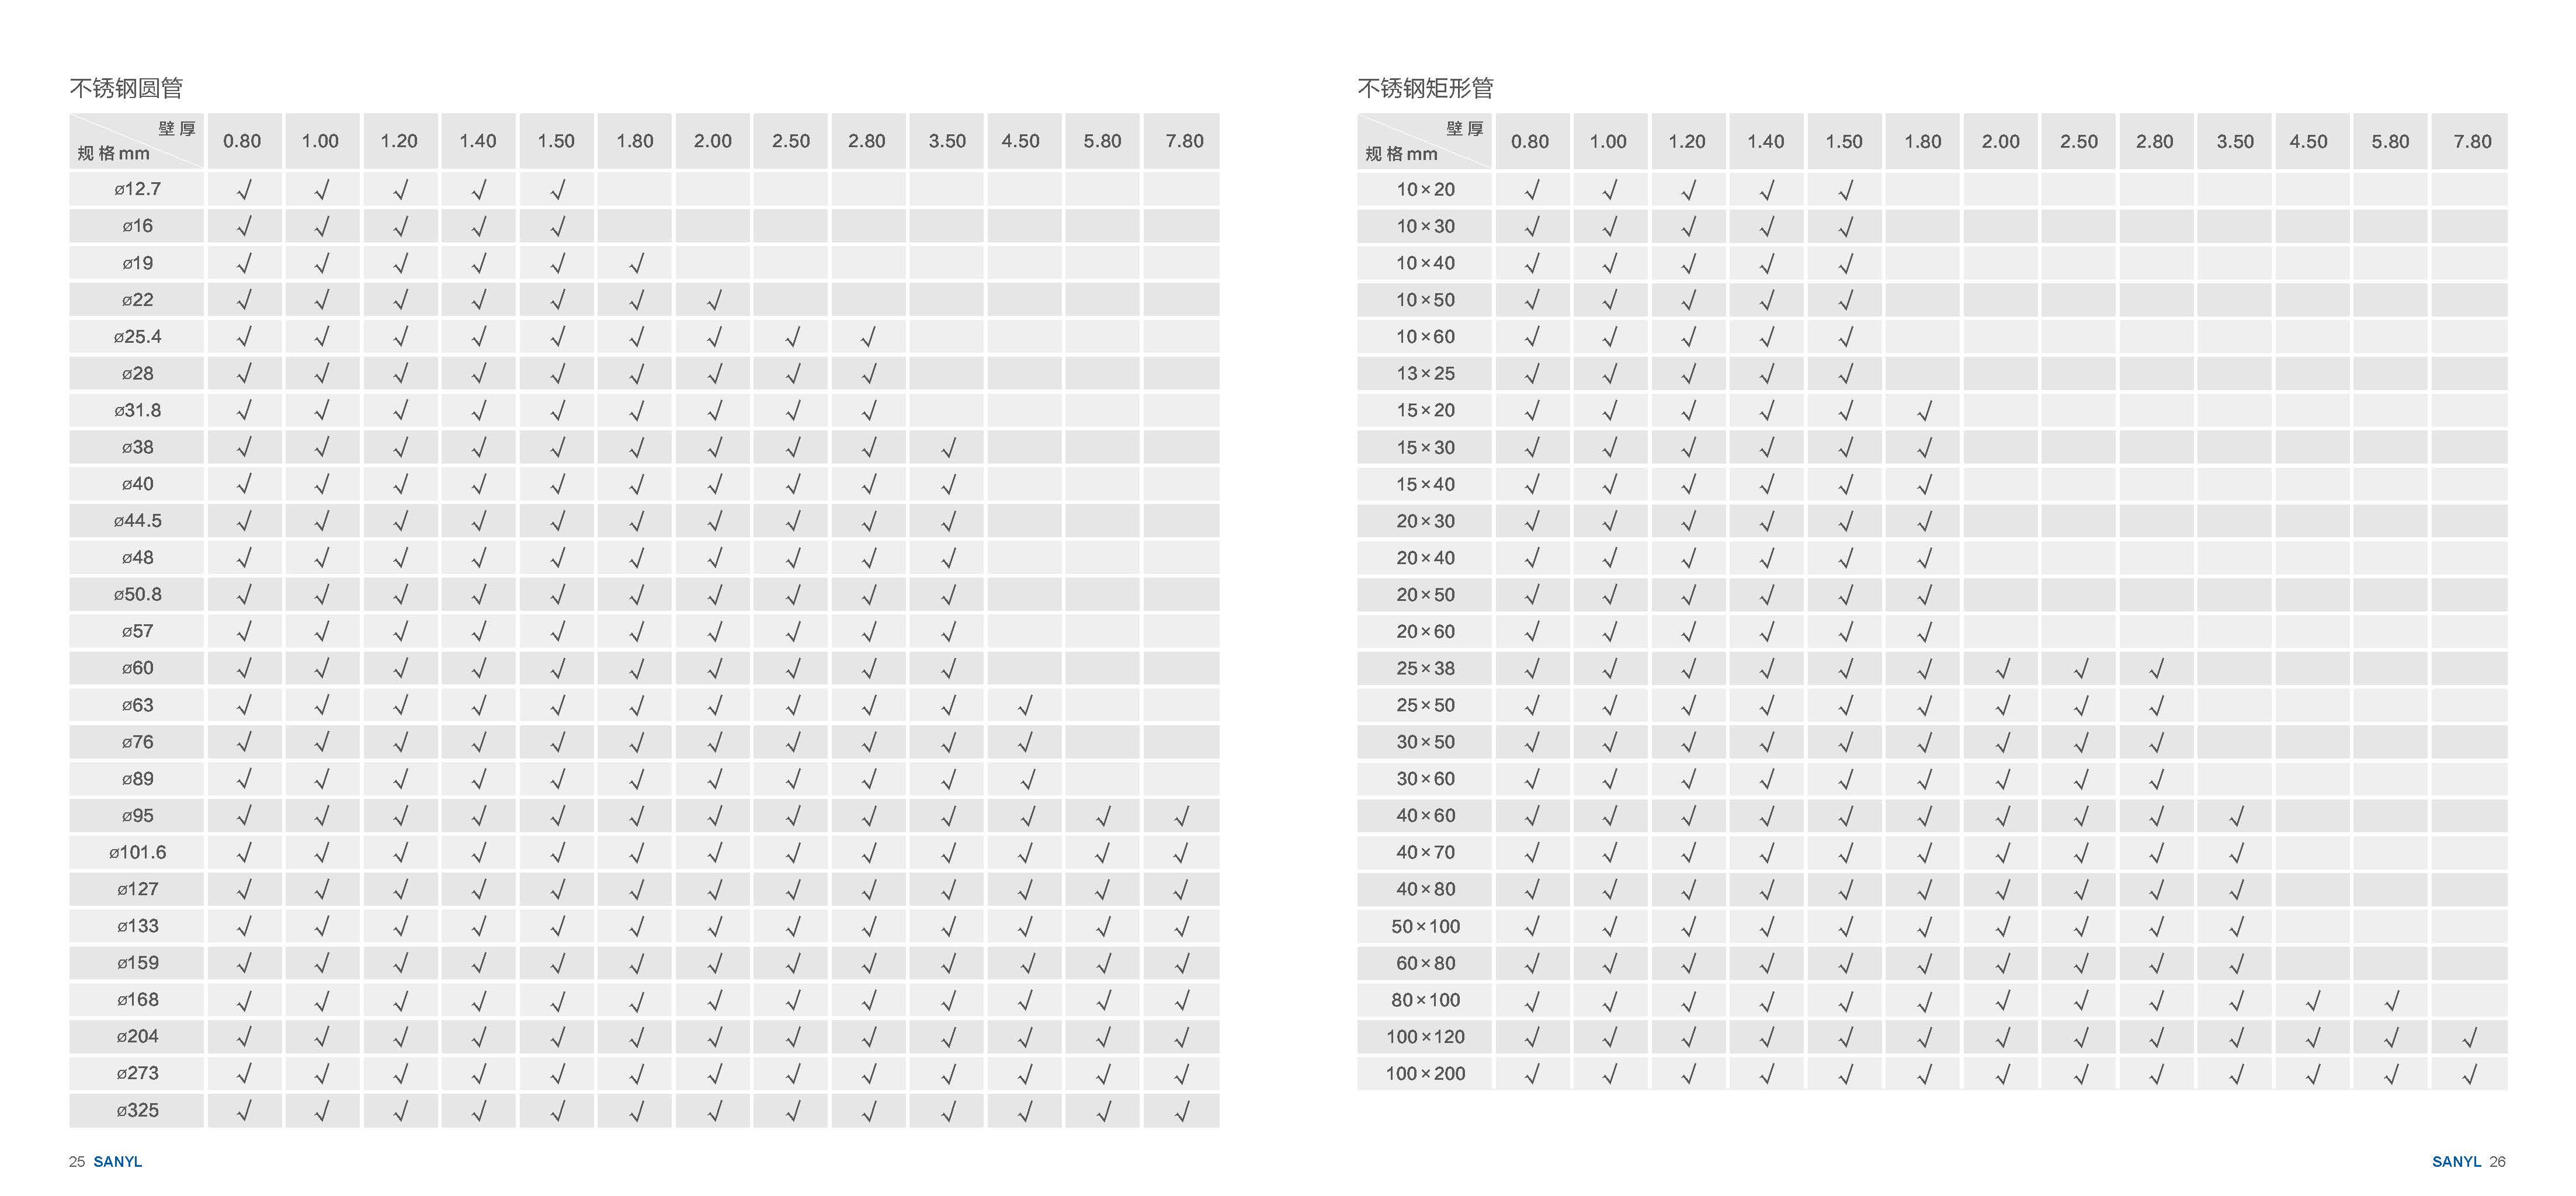 不锈钢圆管
壁厚 规格mm 0.80 1.00 1.20 1.40 1.50 1.80 2.00 2.50 2.80 3.50 4.50 5.80 7.80
ø12.7 √ √ √ √ √
ø16 √ √ √ √ √
ø19 √ √ √ √ √ √
ø22 √ √ √ √ √ √ √
ø25.4 √ √ √ √ √ √ √ √ √
ø28 √ √ √ √ √ √ √ √ √
ø31.8 √ √ √ √ √ √ √ √ √
ø38 √ √ √ √ √ √ √ √ √ √
ø40 √ √ √ √ √ √ √ √ √ √
ø44.5 √ √ √ √ √ √ √ √ √ √
ø48 √ √ √ √ √ √ √ √ √ √
ø50.8 √ √ √ √ √ √ √ √ √ √
ø57 √ √ √ √ √ √ √ √ √ √
ø60 √ √ √ √ √ √ √ √ √ √
ø63 √ √ √ √ √ √ √ √ √ √ √
ø76 √ √ √ √ √ √ √ √ √ √ √
ø89 √ √ √ √ √ √ √ √ √ √ √
ø95 √ √ √ √ √ √ √ √ √ √ √ √ √
ø101.6 √ √ √ √ √ √ √ √ √ √ √ √ √
ø127 √ √ √ √ √ √ √ √ √ √ √ √ √
ø133 √ √ √ √ √ √ √ √ √ √ √ √ √
ø159 √ √ √ √ √ √ √ √ √ √ √ √ √
ø168 √ √ √ √ √ √ √ √ √ √ √ √ √
ø204 √ √ √ √ √ √ √ √ √ √ √ √ √
ø273 √ √ √ √ √ √ √ √ √ √ √ √ √
ø325 √ √ √ √ √ √ √ √ √ √ √ √ √
25 SANYL
不锈钢矩形管
壁厚 规格mm 0.80 1.00 1.20 1.40 1.50 1.80 2.00 2.50 2.80 3.50 4.50 5.80 7.80
10×20 √ √ √ √ √
10×30 √ √ √ √ √
10×40 √ √ √ √ √
10×50 √ √ √ √ √
10×60 √ √ √ √ √
13×25 √ √ √ √ √
15×20 √ √ √ √ √ √
15×30 √ √ √ √ √ √
15×40 √ √ √ √ √ √
20×30 √ √ √ √ √ √
20×40 √ √ √ √ √ √
20×50 √ √ √ √ √ √
20×60 √ √ √ √ √ √
25×38 √ √ √ √ √ √ √ √ √
25×50 √ √ √ √ √ √ √ √ √
30×50 √ √ √ √ √ √ √ √ √
30×60 √ √ √ √ √ √ √ √ √
40×60 √ √ √ √ √ √ √ √ √ √
40×70 √ √ √ √ √ √ √ √ √ √
40×80 √ √ √ √ √ √ √ √ √ √
50×100 √ √ √ √ √ √ √ √ √ √
60×80 √ √ √ √ √ √ √ √ √ √
80×100 √ √ √ √ √ √ √ √ √ √ √ √
100×120 √ √ √ √ √ √ √ √ √ √ √ √ √
100×200 √ √ √ √ √ √ √ √ √ √ √ √ √
SANYL 26